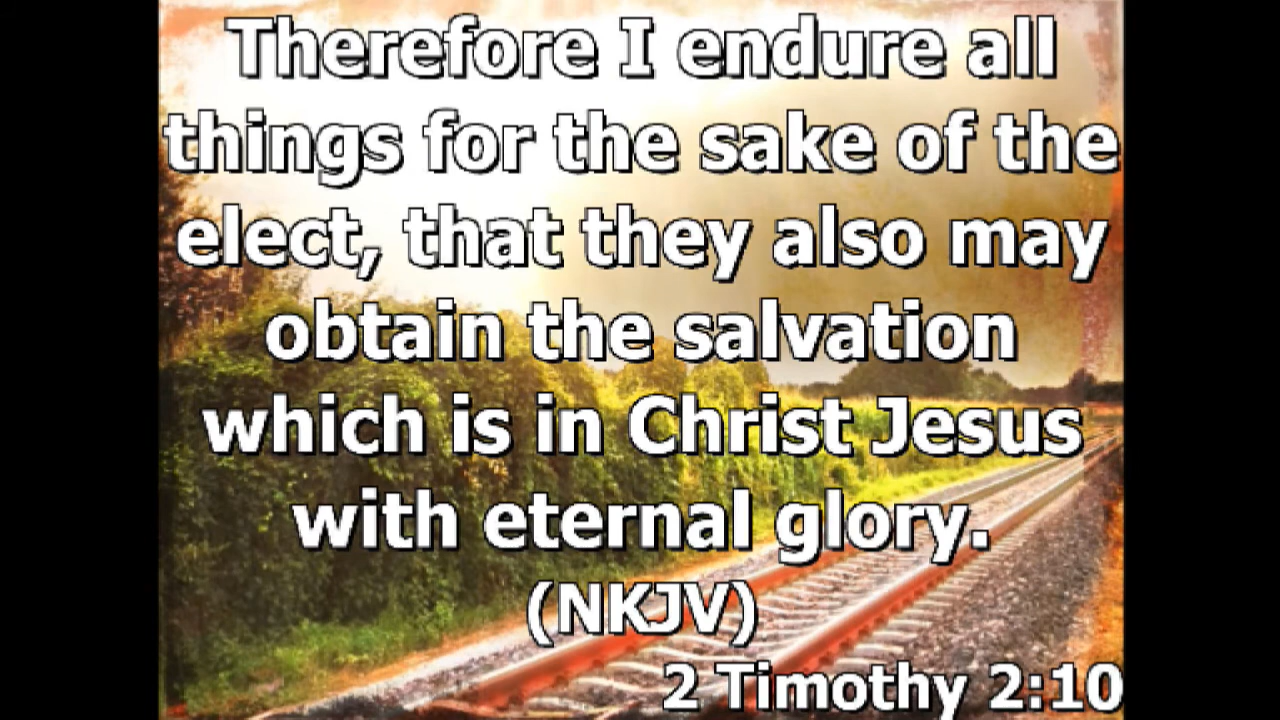 Therefore I endure all
things for the sake of the
elect, that they also may
obtain the salvation
which is in Christ Jesus
with eternal glory.
(NKJV)
2 Timothy 2:10